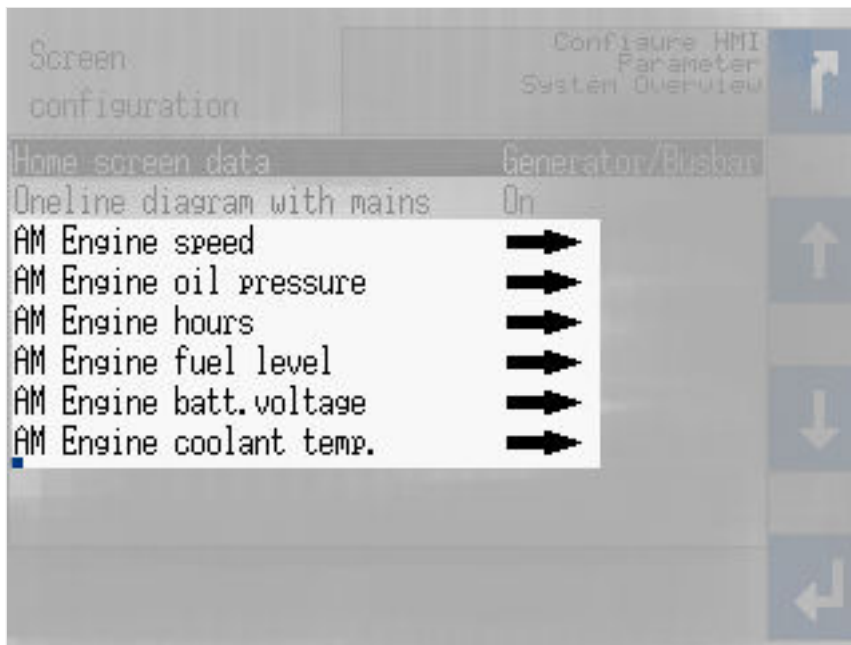 Screen
configuration
Configure HMI
Parameter
System Overview
Home screen data Generator/Busbar
Oneline diagram with mains On
AM Engine speed
AM Engine oil pressure
AM Engine hours
AM Engine fuel level
AM Engine batt.voltage
AM Engine coolant temp.